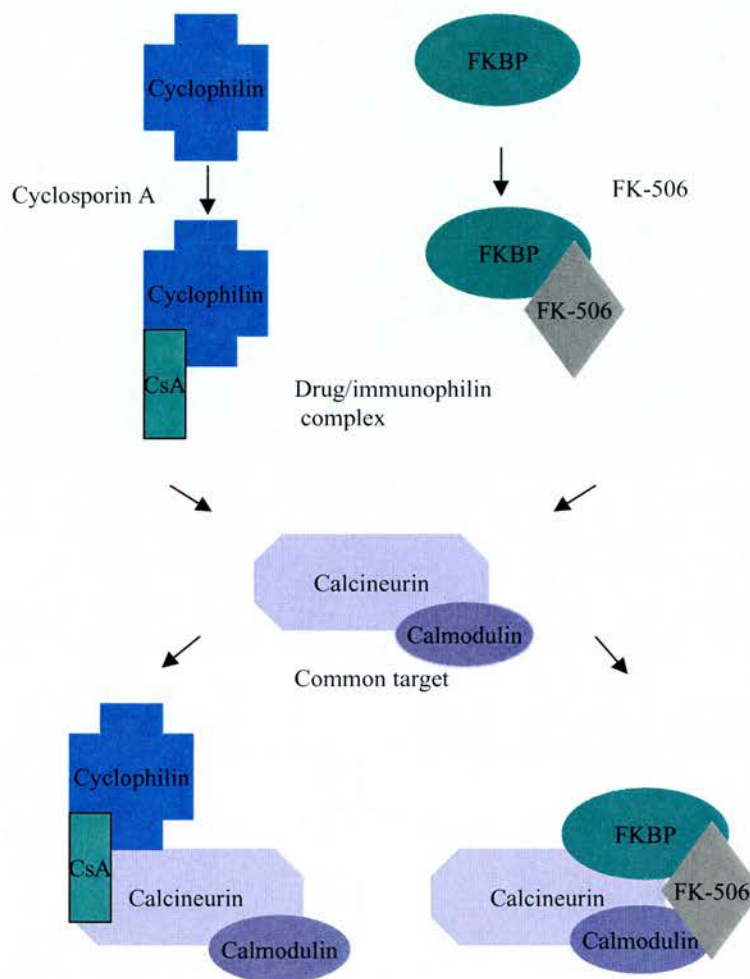 Cyclophilin
FKBP
Cyclosporin A
FK-506
Cyclophilin
FKBP
FK-506
CsA
Drug/immunophilin
complex
Calcineurin
Calmodulin
Common target
Cyclophilin
FKBP
CsA
Calcineurin
Calcineurin
FK-506
Calmodulin
Calmodulin